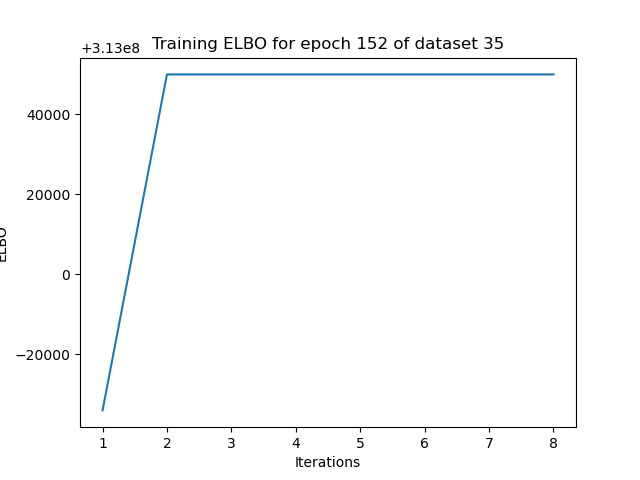 Training ELBO for epoch 152 of dataset 35
+3.13e8
40000
20000
0
−20000
ELBO
1 2 3 4 5 6 7 8
Iterations